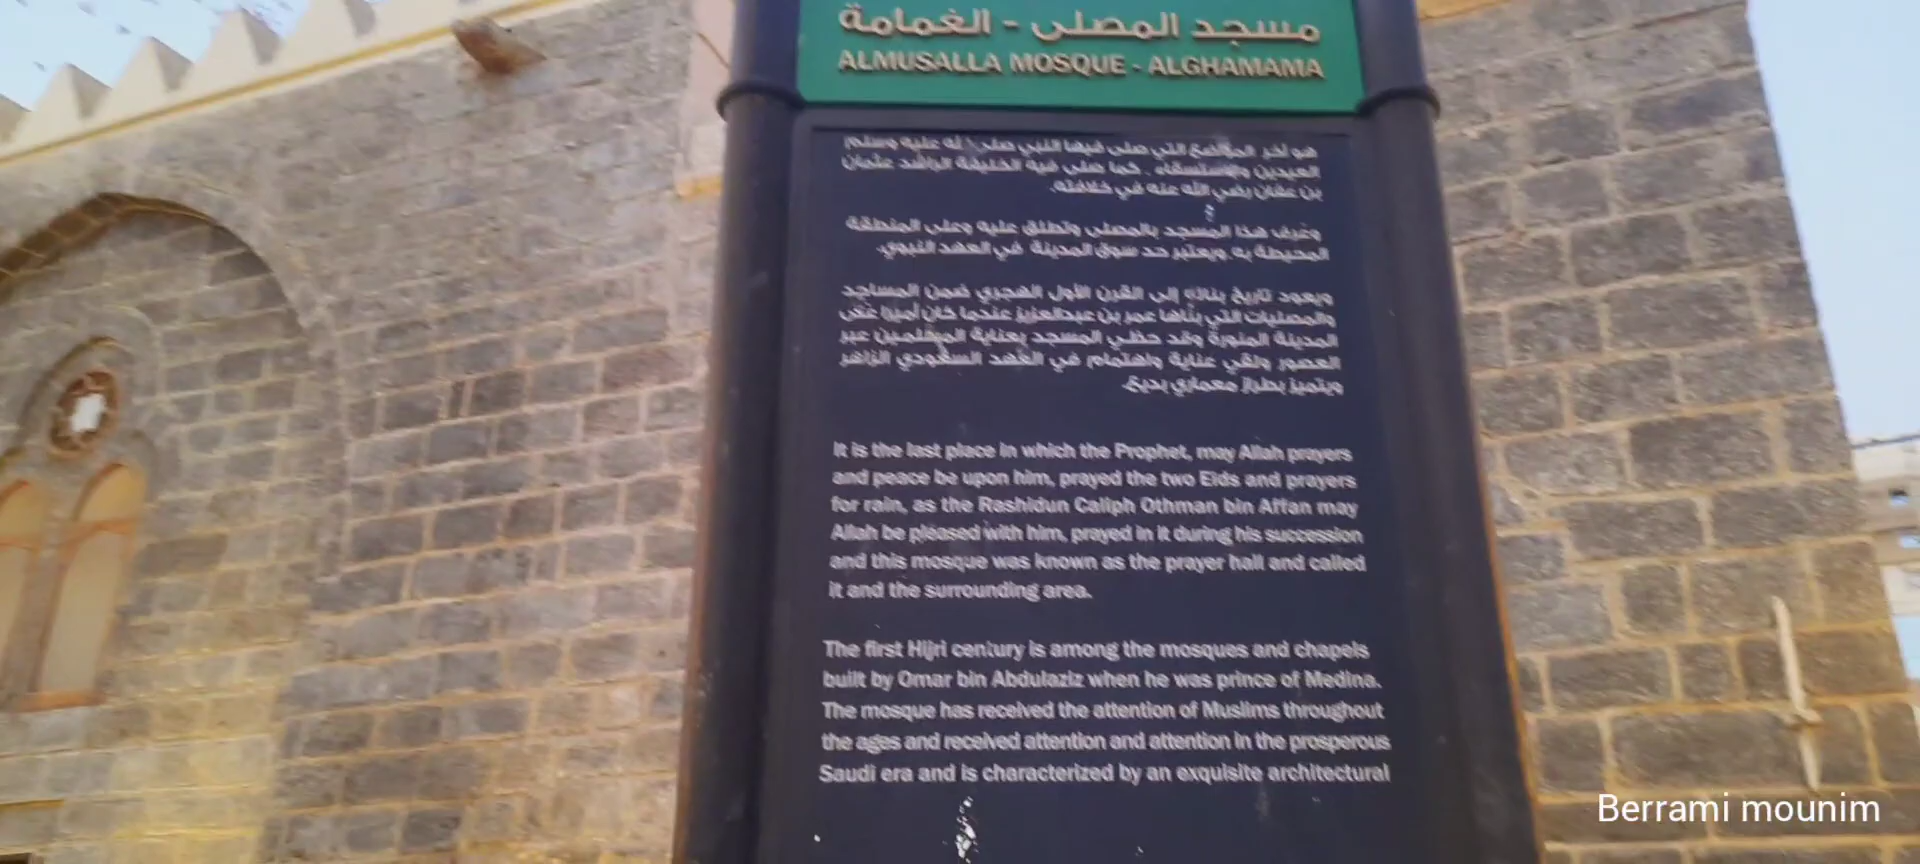 مسجد المصلى - الغمامة
ALMUSALLA MOSQUE - ALGHAMAMA
هو آخر المواضع التي صلى فيها النبي صلى الله عليه وسلم
العيدين والاستسقاء . كما صلى فيه الخليفة الراشد عثمان
بن عفان رضي الله عنه في خلافته.
وعُرف هذا المسجد بالمصلى وتطلق عليه وعلى المنطقة
المحيطة به ويعتبر حد سوق المدينة في العهد النبوي.
ويعود تاريخ بنائه إلى القرن الأول الهجري ضمن المساجد
والمصليات التي بناها عمر بن عبدالعزيز عندما كان أميرا على
المدينة المنورة وقد حظي المسجد بعناية المسلمين عبر
العصور ولقي عناية واهتمام في العهد السعودي الزاهر
ويتميز بطراز معماري بديع.
It is the last place in which the Prophet, may Allah prayers
and peace be upon him, prayed the two Eids and prayers
for rain, as the Rashidun Caliph Othman bin Affan may
Allah be pleased with him, prayed in it during his succession
and this mosque was known as the prayer hall and called
it and the surrounding area.
The first Hijri century is among the mosques and chapels
built by Omar bin Abdulaziz when he was prince of Medina.
The mosque has received the attention of Muslims throughout
the ages and received attention and attention in the prosperous
Saudi era and is characterized by an exquisite architectural
Berrami mounim